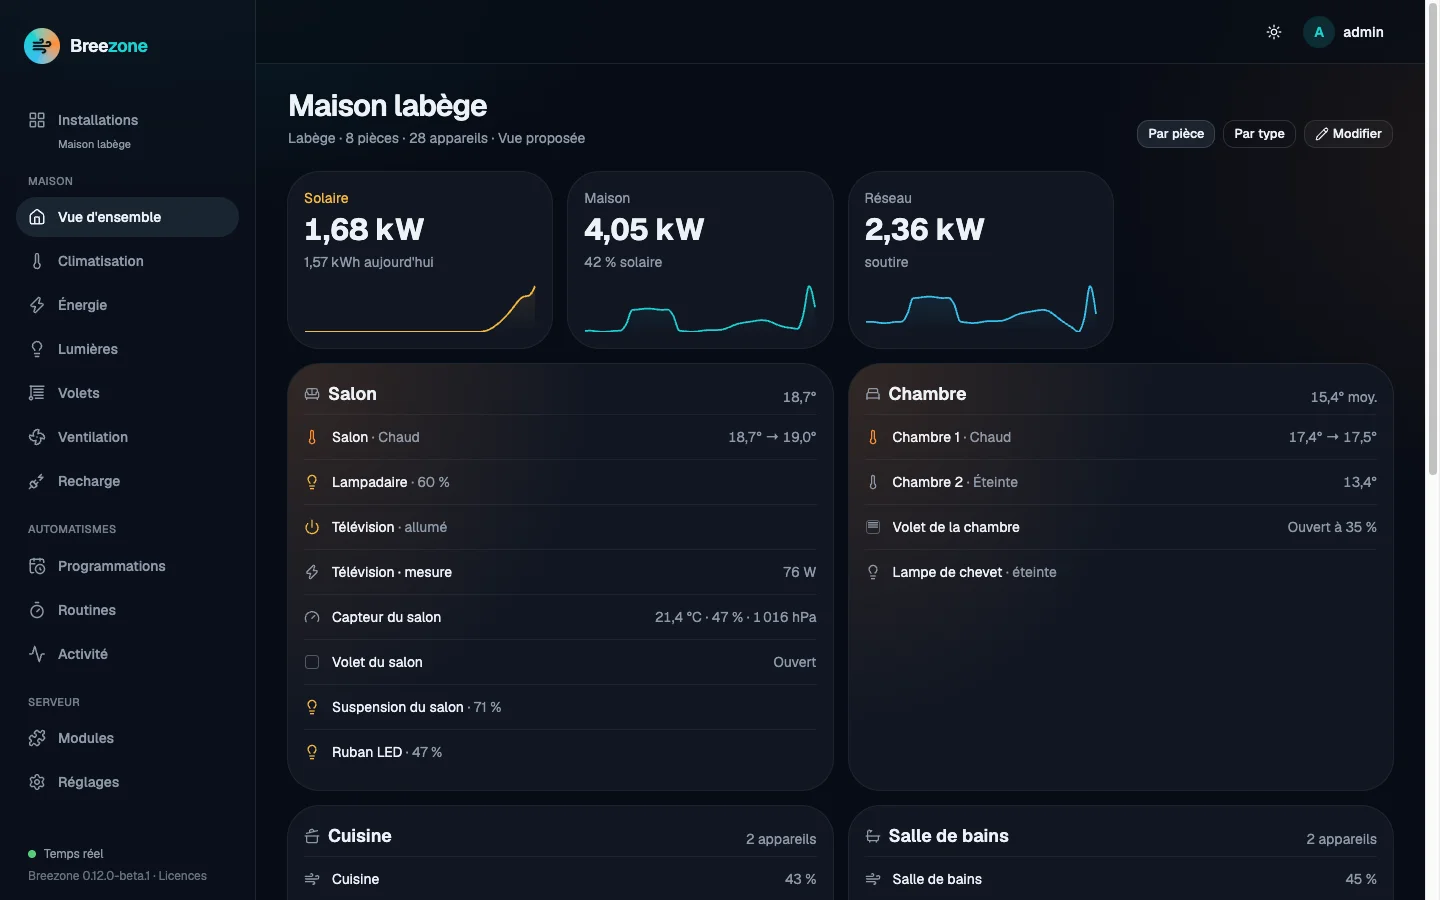 Breezone
A admin
Installations
Maison labège
MAISON
Vue d'ensemble
Climatisation
Énergie
Lumières
Volets
Ventilation
Recharge
AUTOMATISMES
Programmations
Routines
Activité
SERVEUR
Modules
Réglages
Temps réel
Breezone 0.12.0-beta.1 · Licences
Maison labège
Labège · 8 pièces · 28 appareils · Vue proposée
Par pièce
Par type
Modifier
Solaire
1,68 kW
1,57 kWh aujourd'hui
Maison
4,05 kW
42 % solaire
Réseau
2,36 kW
soutire
Salon 18,7°
Salon · Chaud 18,7° → 19,0°
Lampadaire · 60 %
Télévision · allumé
Télévision · mesure 76 W
Capteur du salon 21,4 °C · 47 % · 1 016 hPa
Volet du salon Ouvert
Suspension du salon · 71 %
Ruban LED · 47 %
Chambre 15,4° moy.
Chambre 1 · Chaud 17,4° → 17,5°
Chambre 2 · Éteinte 13,4°
Volet de la chambre Ouvert à 35 %
Lampe de chevet · éteinte
Cuisine 2 appareils
Cuisine 43 %
Salle de bains 2 appareils
Salle de bains 45 %